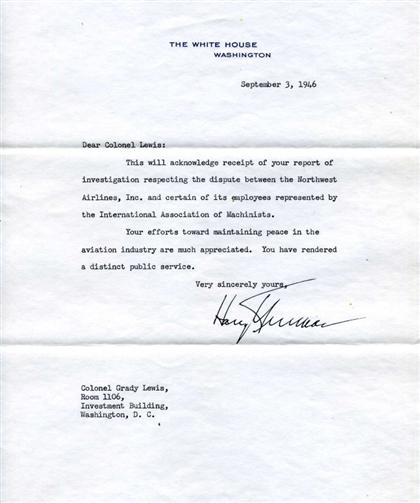 THE WHITE HOUSE
WASHINGTON
September 3, 1946
Dear Colonel Lewis:
This will acknowledge receipt of your report of
investigation respecting the dispute between the Northwest
Airlines, Inc. and certain of its employees represented by
the International Association of Machinists.
Your efforts toward maintaining peace in the
aviation industry are much appreciated. You have rendered
a distinct public service.
Very sincerely yours,
Harry Truman
Colonel Grady Lewis,
Room 1106,
Investment Building,
Washington, D. C.